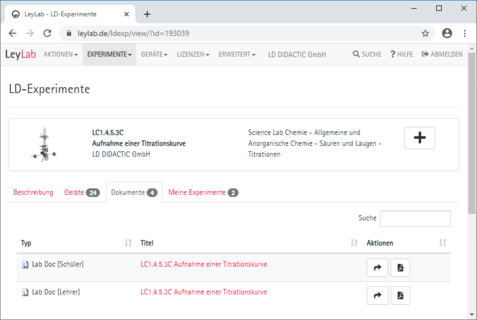 LeyLab - LD-Experimente
leylab.de/ldexp/view/?id=193039
LeyLab AKTIONEN EXPERIMENTE GERÄTE LIZENZEN ERWEITERT LD DIDACTIC GmbH SUCHE ? HILFE ABMELDEN
LD-Experimente
LC1.4.5.3C
Aufnahme einer Titrationskurve
LD DIDACTIC GmbH
Science Lab Chemie - Allgemeine und
Anorganische Chemie - Säuren und Laugen -
Titrationen
Beschreibung Geräte 24 Dokumente 4 Meine Experimente 2
Suche
Typ Titel Aktionen
Lab Doc (Schüler) LC1.4.5.3C Aufnahme einer Titrationskurve
Lab Doc (Lehrer) LC1.4.5.3C Aufnahme einer Titrationskurve